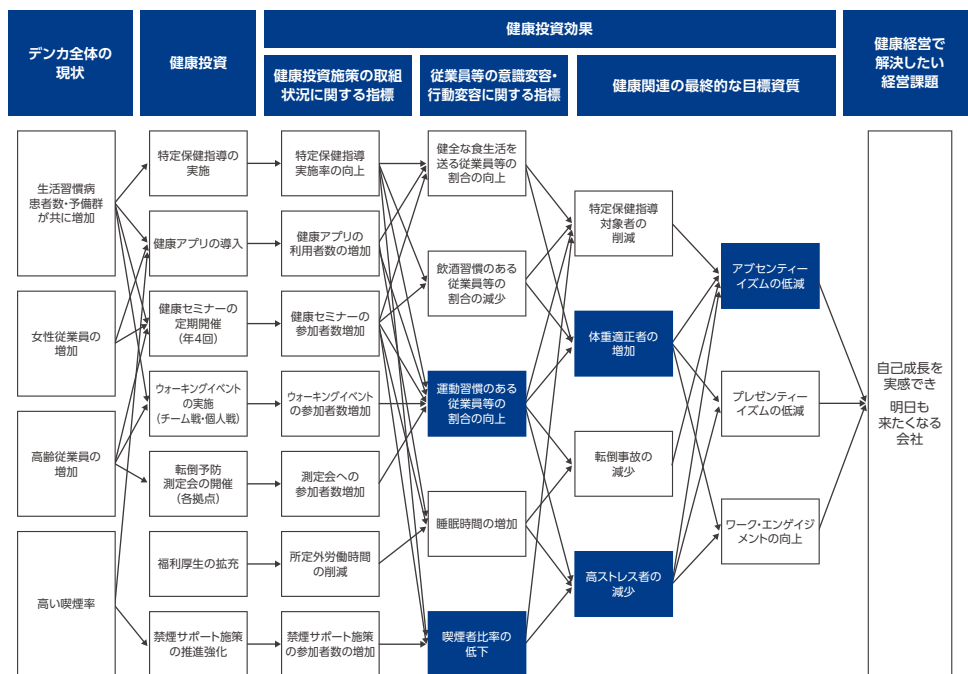 デンカ全体の
現状
健康投資
健康投資効果
健康投資施策の取組
状況に関する指標
従業員等の意識変容・
行動変容に関する指標
健康関連の最終的な目標資質
健康経営で
解決したい
経営課題
生活習慣病
患者数・予備群
が共に増加
女性従業員の
増加
高齢従業員の
増加
高い喫煙率
特定保健指導の
実施
健康アプリの導入
健康セミナーの
定期開催
(年4回)
ウォーキングイベント
の実施
(チーム戦・個人戦)
転倒予防
測定会の開催
(各拠点)
福利厚生の拡充
禁煙サポート施策
の推進強化
特定保健指導
実施率の向上
健康アプリの
利用者数の増加
健康セミナーの
参加者数増加
ウォーキングイベント
の参加者数増加
測定会への
参加者数増加
所定外労働時間
の削減
禁煙サポート施策
の参加者数の増加
健全な食生活を
送る従業員等の
割合の向上
飲酒習慣のある
従業員等の
割合の減少
運動習慣のある
従業員等の
割合の向上
睡眠時間の増加
喫煙者比率の
低下
特定保健指導
対象者の
削減
体重適正者の
増加
転倒事故の
減少
高ストレス者の
減少
アブセンティー
イズムの低減
プレゼンティー
イズムの低減
ワーク・エンゲイジ
メントの向上
自己成長を
実感でき
明日も
来たくなる
会社